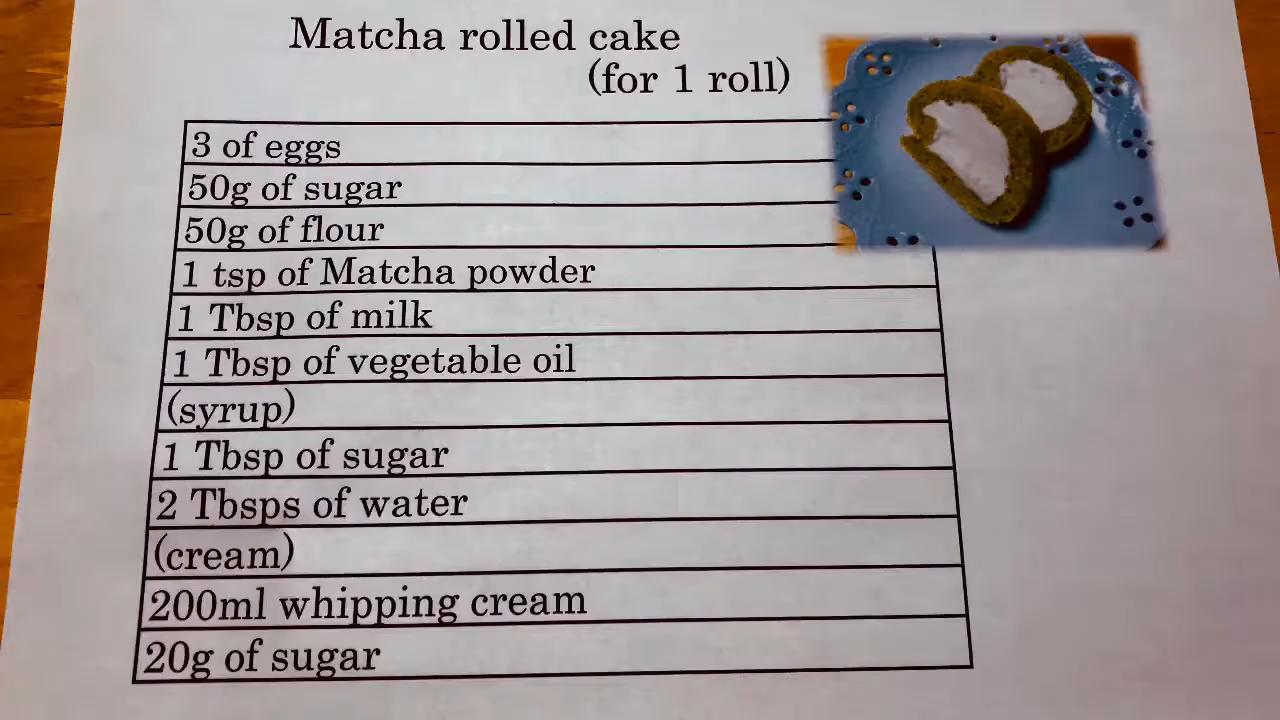 Matcha rolled cake
(for 1 roll)
3 of eggs
50g of sugar
50g of flour
1 tsp of Matcha powder
1 Tbsp of milk
1 Tbsp of vegetable oil
(syrup)
1 Tbsp of sugar
2 Tbsps of water
(cream)
200ml whipping cream
20g of sugar